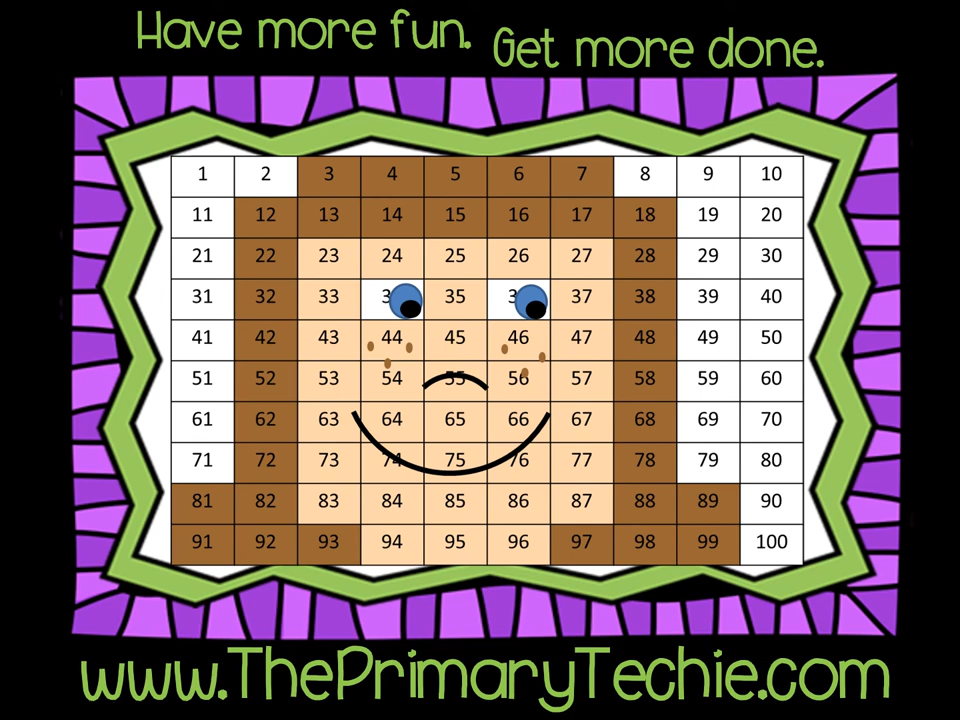 Have more fun. Get more done.
1 2 3 4 5 6 7 8 9 10
11 12 13 14 15 16 17 18 19 20
21 22 23 24 25 26 27 28 29 30
31 32 33 35 37 38 39 40
41 42 43 44 45 46 47 48 49 50
51 52 53 54 55 56 57 58 59 60
61 62 63 64 65 66 67 68 69 70
71 72 73 74 75 76 77 78 79 80
81 82 83 84 85 86 87 88 89 90
91 92 93 94 95 96 97 98 99 100
www.ThePrimaryTechie.com